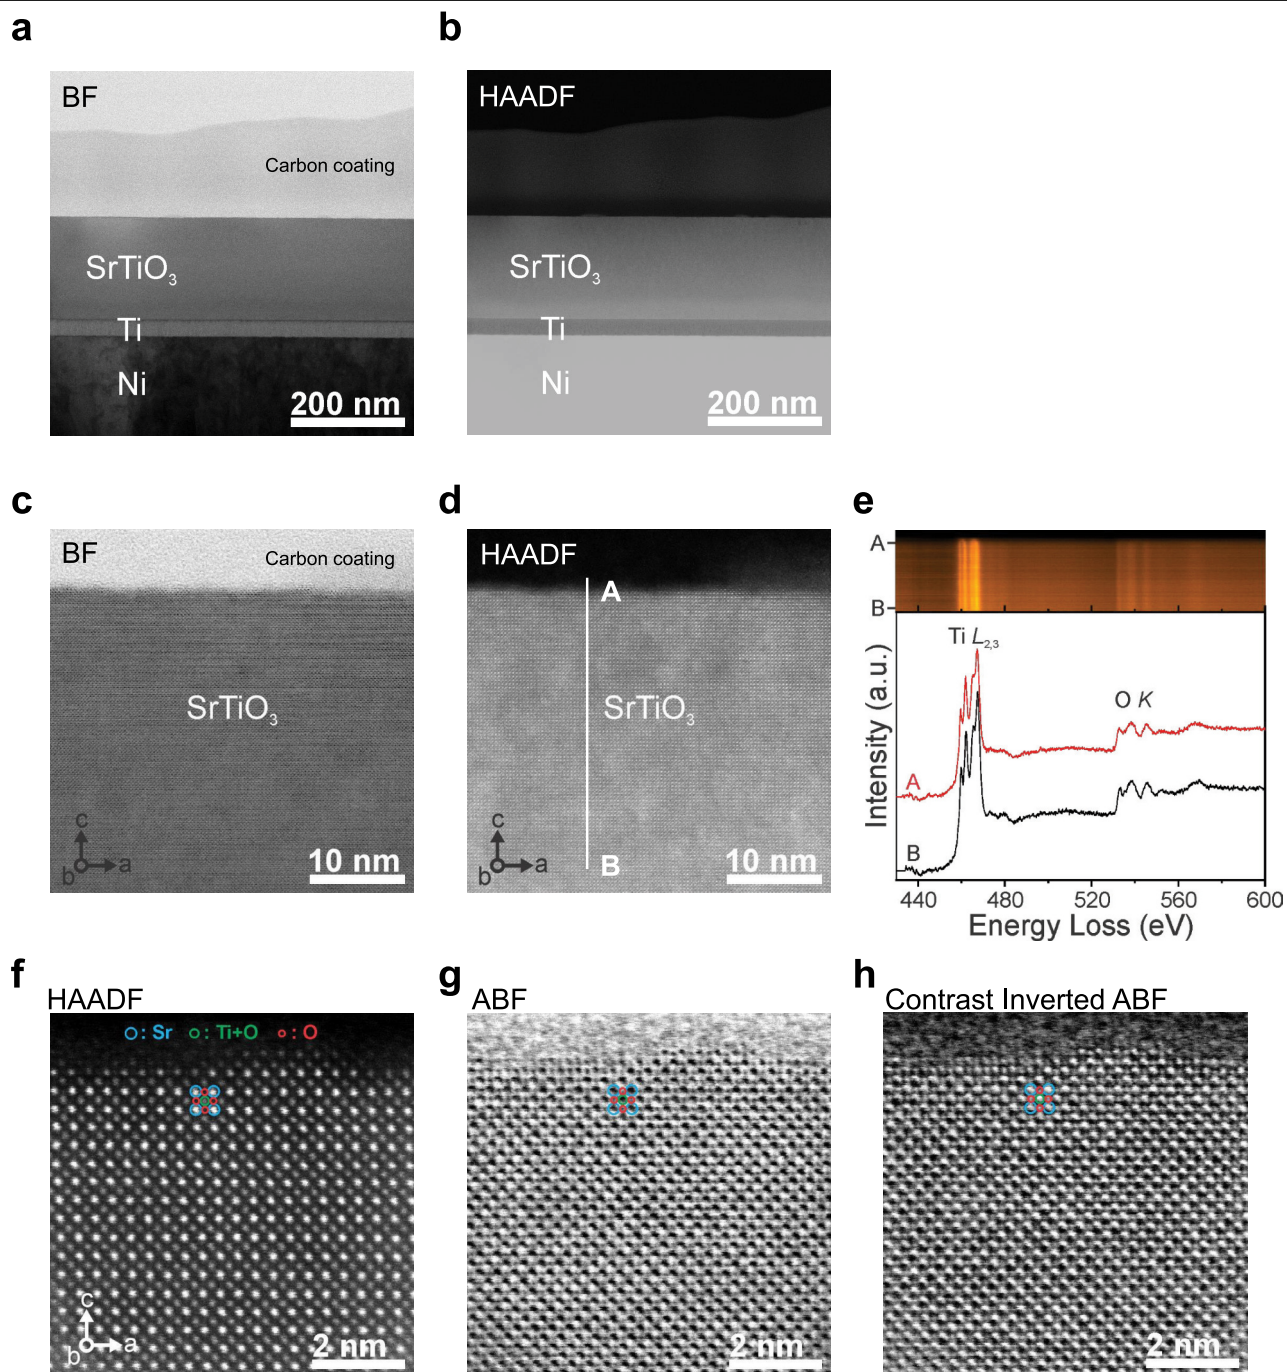 a
BF
Carbon coating
SrTiO₃
Ti
Ni
200 nm
b
HAADF
SrTiO₃
Ti
Ni
200 nm
c
BF
Carbon coating
SrTiO₃
c
b
a
10 nm
d
HAADF
A
SrTiO₃
B
c
b
a
10 nm
e
A
B
Ti L₂,₃
O K
A
B
Intensity (a.u.)
440 480 520 560 600
Energy Loss (eV)
f
HAADF
: Sr : Ti+O : O
c
b
a
2 nm
g
ABF
2 nm
h
Contrast Inverted ABF
2 nm